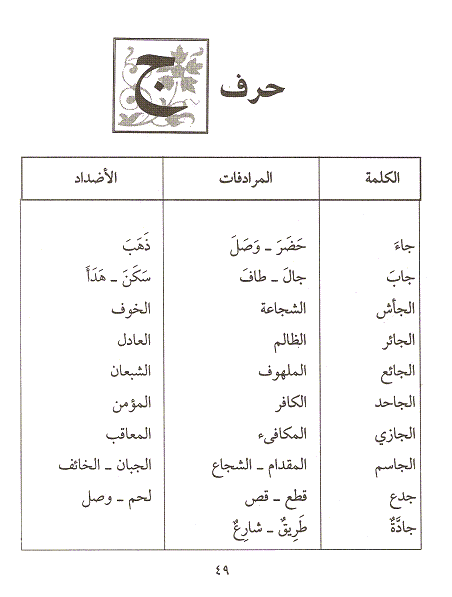 حرف ج
الكلمة المرادفات الأضداد
جاءَ حَضَرَ ـ وَصَلَ ذَهَبَ
جابَ جالَ ـ طافَ سَكَنَ ـ هَدَأَ
الجأش الشجاعة الخوف
الجائر الظالم العادل
الجائع الملهوف الشبعان
الجاحد الكافر المؤمن
الجازي المكافىء المعاقب
الجاسم المقدام ـ الشجاع الجبان ـ الخائف
جدع قطع ـ قص لحم ـ وصل
جادَّةٌ طَرِيقٌ ـ شارِعٌ
٤٩